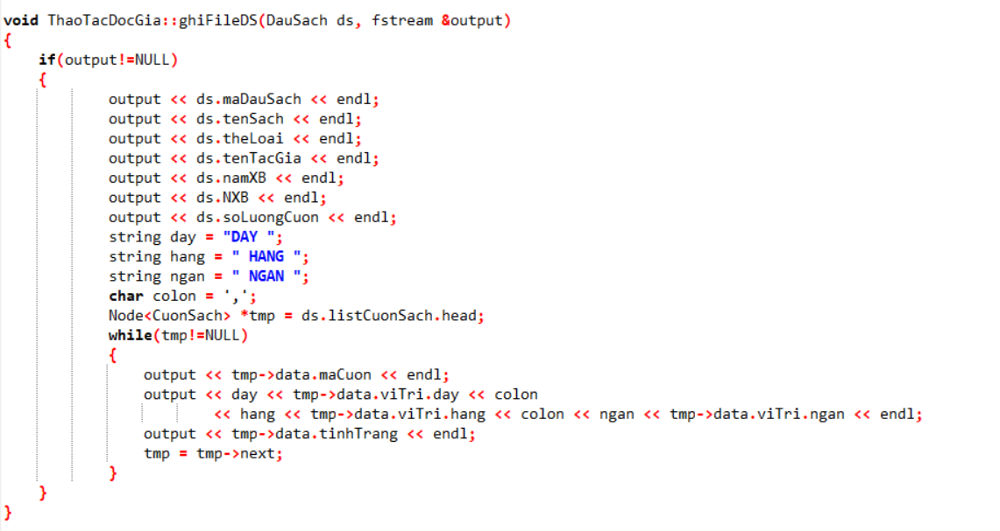 void ThaoTacDocGia::ghiFileDS(DauSach ds, fstream &output)
{
    if(output!=NULL)
    {
            output << ds.maDauSach << endl;
            output << ds.tenSach << endl;
            output << ds.theLoai << endl;
            output << ds.tenTacGia << endl;
            output << ds.namXB << endl;
            output << ds.NXB << endl;
            output << ds.soLuongCuon << endl;
            string day = "DAY ";
            string hang = " HANG ";
            string ngan = " NGAN ";
            char colon = ',';
            Node<CuonSach> *tmp = ds.listCuonSach.head;
            while(tmp!=NULL)
            {
                output << tmp->data.maCuon << endl;
                output << day << tmp->data.viTri.day << colon
                        << hang << tmp->data.viTri.hang << colon << ngan << tmp->data.viTri.ngan << endl;
                output << tmp->data.tinhTrang << endl;
                tmp = tmp->next;
            }
    }
}